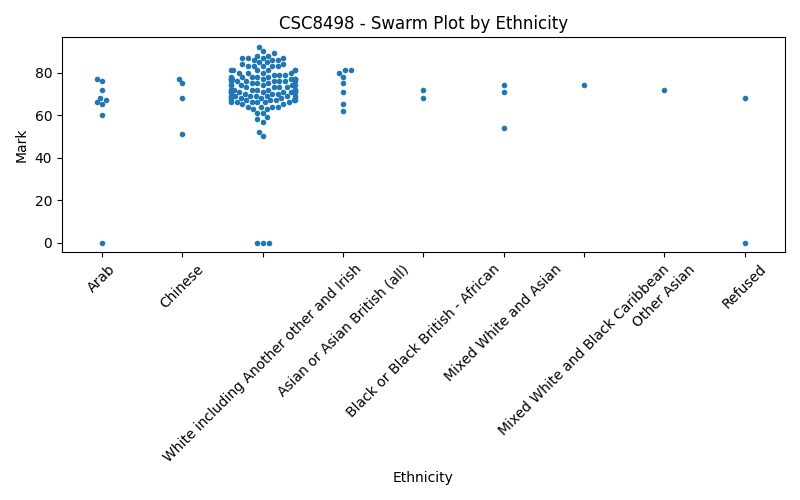 CSC8498 - Swarm Plot by Ethnicity
Mark
80
60
40
20
0
Arab
Chinese
White including Another other and Irish
Asian or Asian British (all)
Black or Black British - African
Mixed White and Asian
Mixed White and Black Caribbean
Other Asian
Refused
Ethnicity